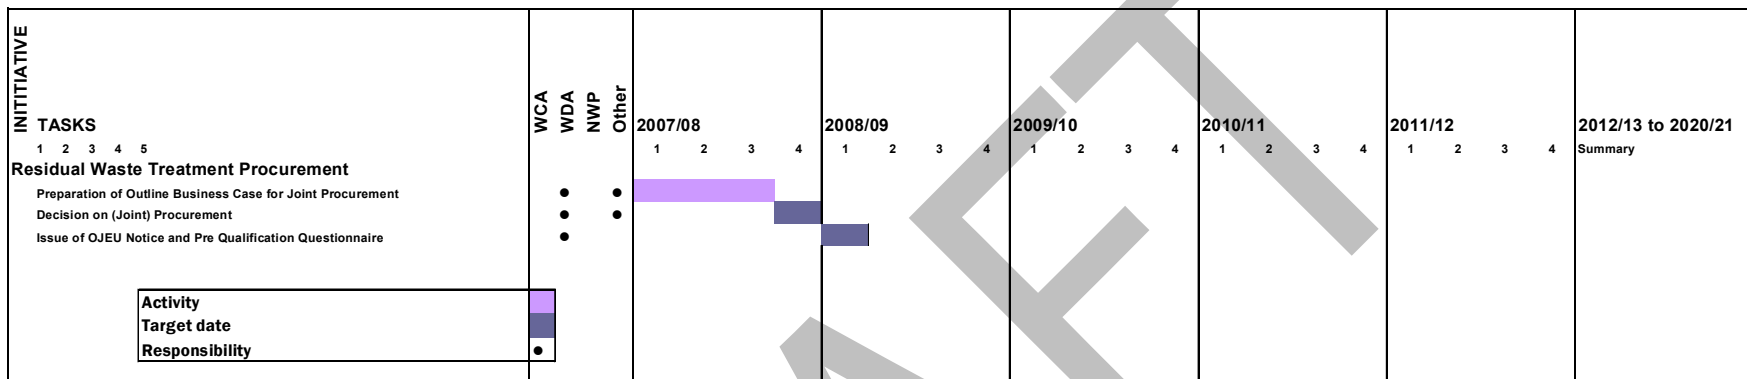 INITITIATIVE
TASKS
WCA
WDA
NWP
Other
2007/08 2008/09 2009/10 2010/11 2011/12 2012/13 to 2020/21
1 2 3 4 5 1 2 3 4 1 2 3 4 1 2 3 4 1 2 3 4 1 2 3 4 Summary
Residual Waste Treatment Procurement
Preparation of Outline Business Case for Joint Procurement ● ●
Decision on (Joint) Procurement ● ●
Issue of OJEU Notice and Pre Qualification Questionnaire ●
Activity
Target date
Responsibility ●